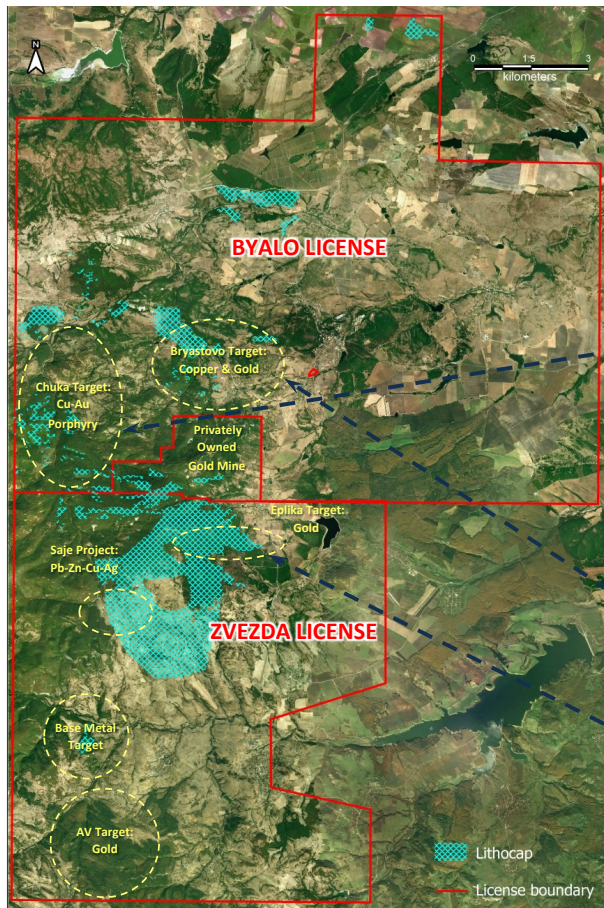 N
0 1.5 3
kilometers
BYALO LICENSE
Bryastovo Target:
Copper & Gold
Chuka Target:
Cu-Au
Porphyry
Privately
Owned
Gold Mine
Eplika Target:
Gold
Saje Project:
Pb-Zn-Cu-Ag
ZVEZDA LICENSE
Base Metal
Target
AV Target:
Gold
Lithocap
License boundary